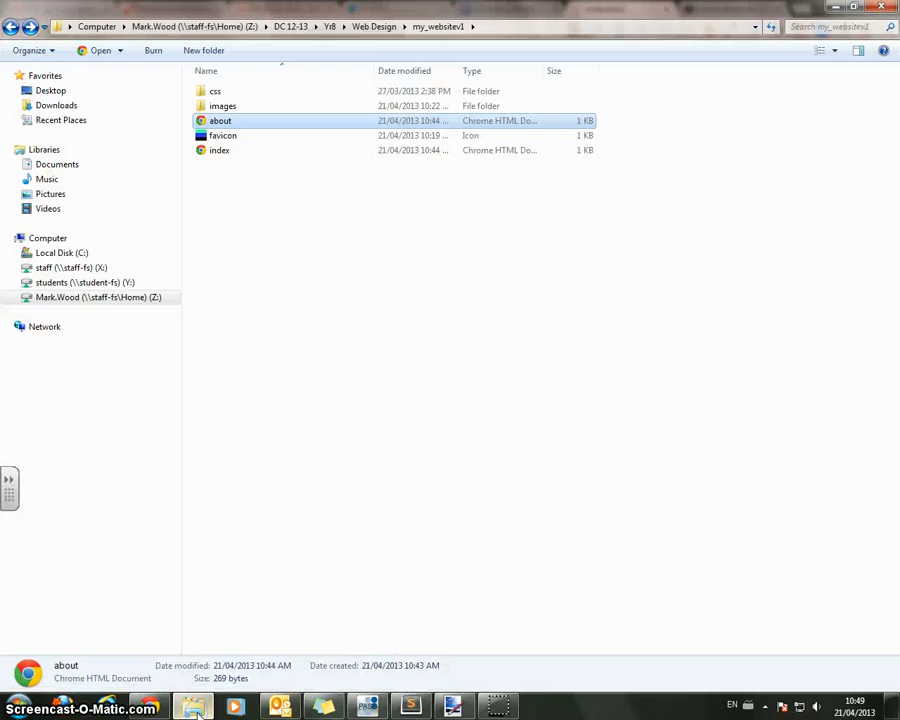 Computer Mark.Wood (\\staff-fs\Home) (Z:) DC 12-13 Yr8 Web Design my_websitev1 Search my_websitev1
Organize Open Burn New folder
Name Date modified Type Size
Favorites
Desktop
Downloads
Recent Places
Libraries
Documents
Music
Pictures
Videos
Computer
Local Disk (C:)
staff (\\staff-fs) (X:)
students (\\student-fs) (Y:)
Mark.Wood (\\staff-fs\Home) (Z:)
Network
css 27/03/2013 2:38 PM File folder
images 21/04/2013 10:22 ... File folder
about 21/04/2013 10:44 ... Chrome HTML Do... 1 KB
favicon 21/04/2013 10:19 ... Icon 1 KB
index 21/04/2013 10:44 ... Chrome HTML Do... 1 KB
about Date modified: 21/04/2013 10:44 AM Date created: 21/04/2013 10:43 AM
Chrome HTML Document Size: 269 bytes
Screencast-O-Matic.com
EN 10:49
21/04/2013